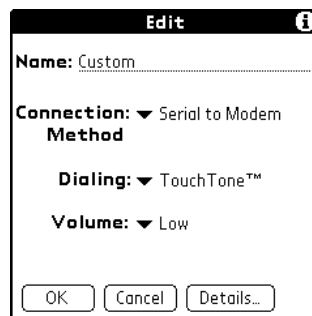 Edit
Name: Custom
Connection: Serial to Modem
Method
Dialing: TouchTone™
Volume: Low
OK Cancel Details...